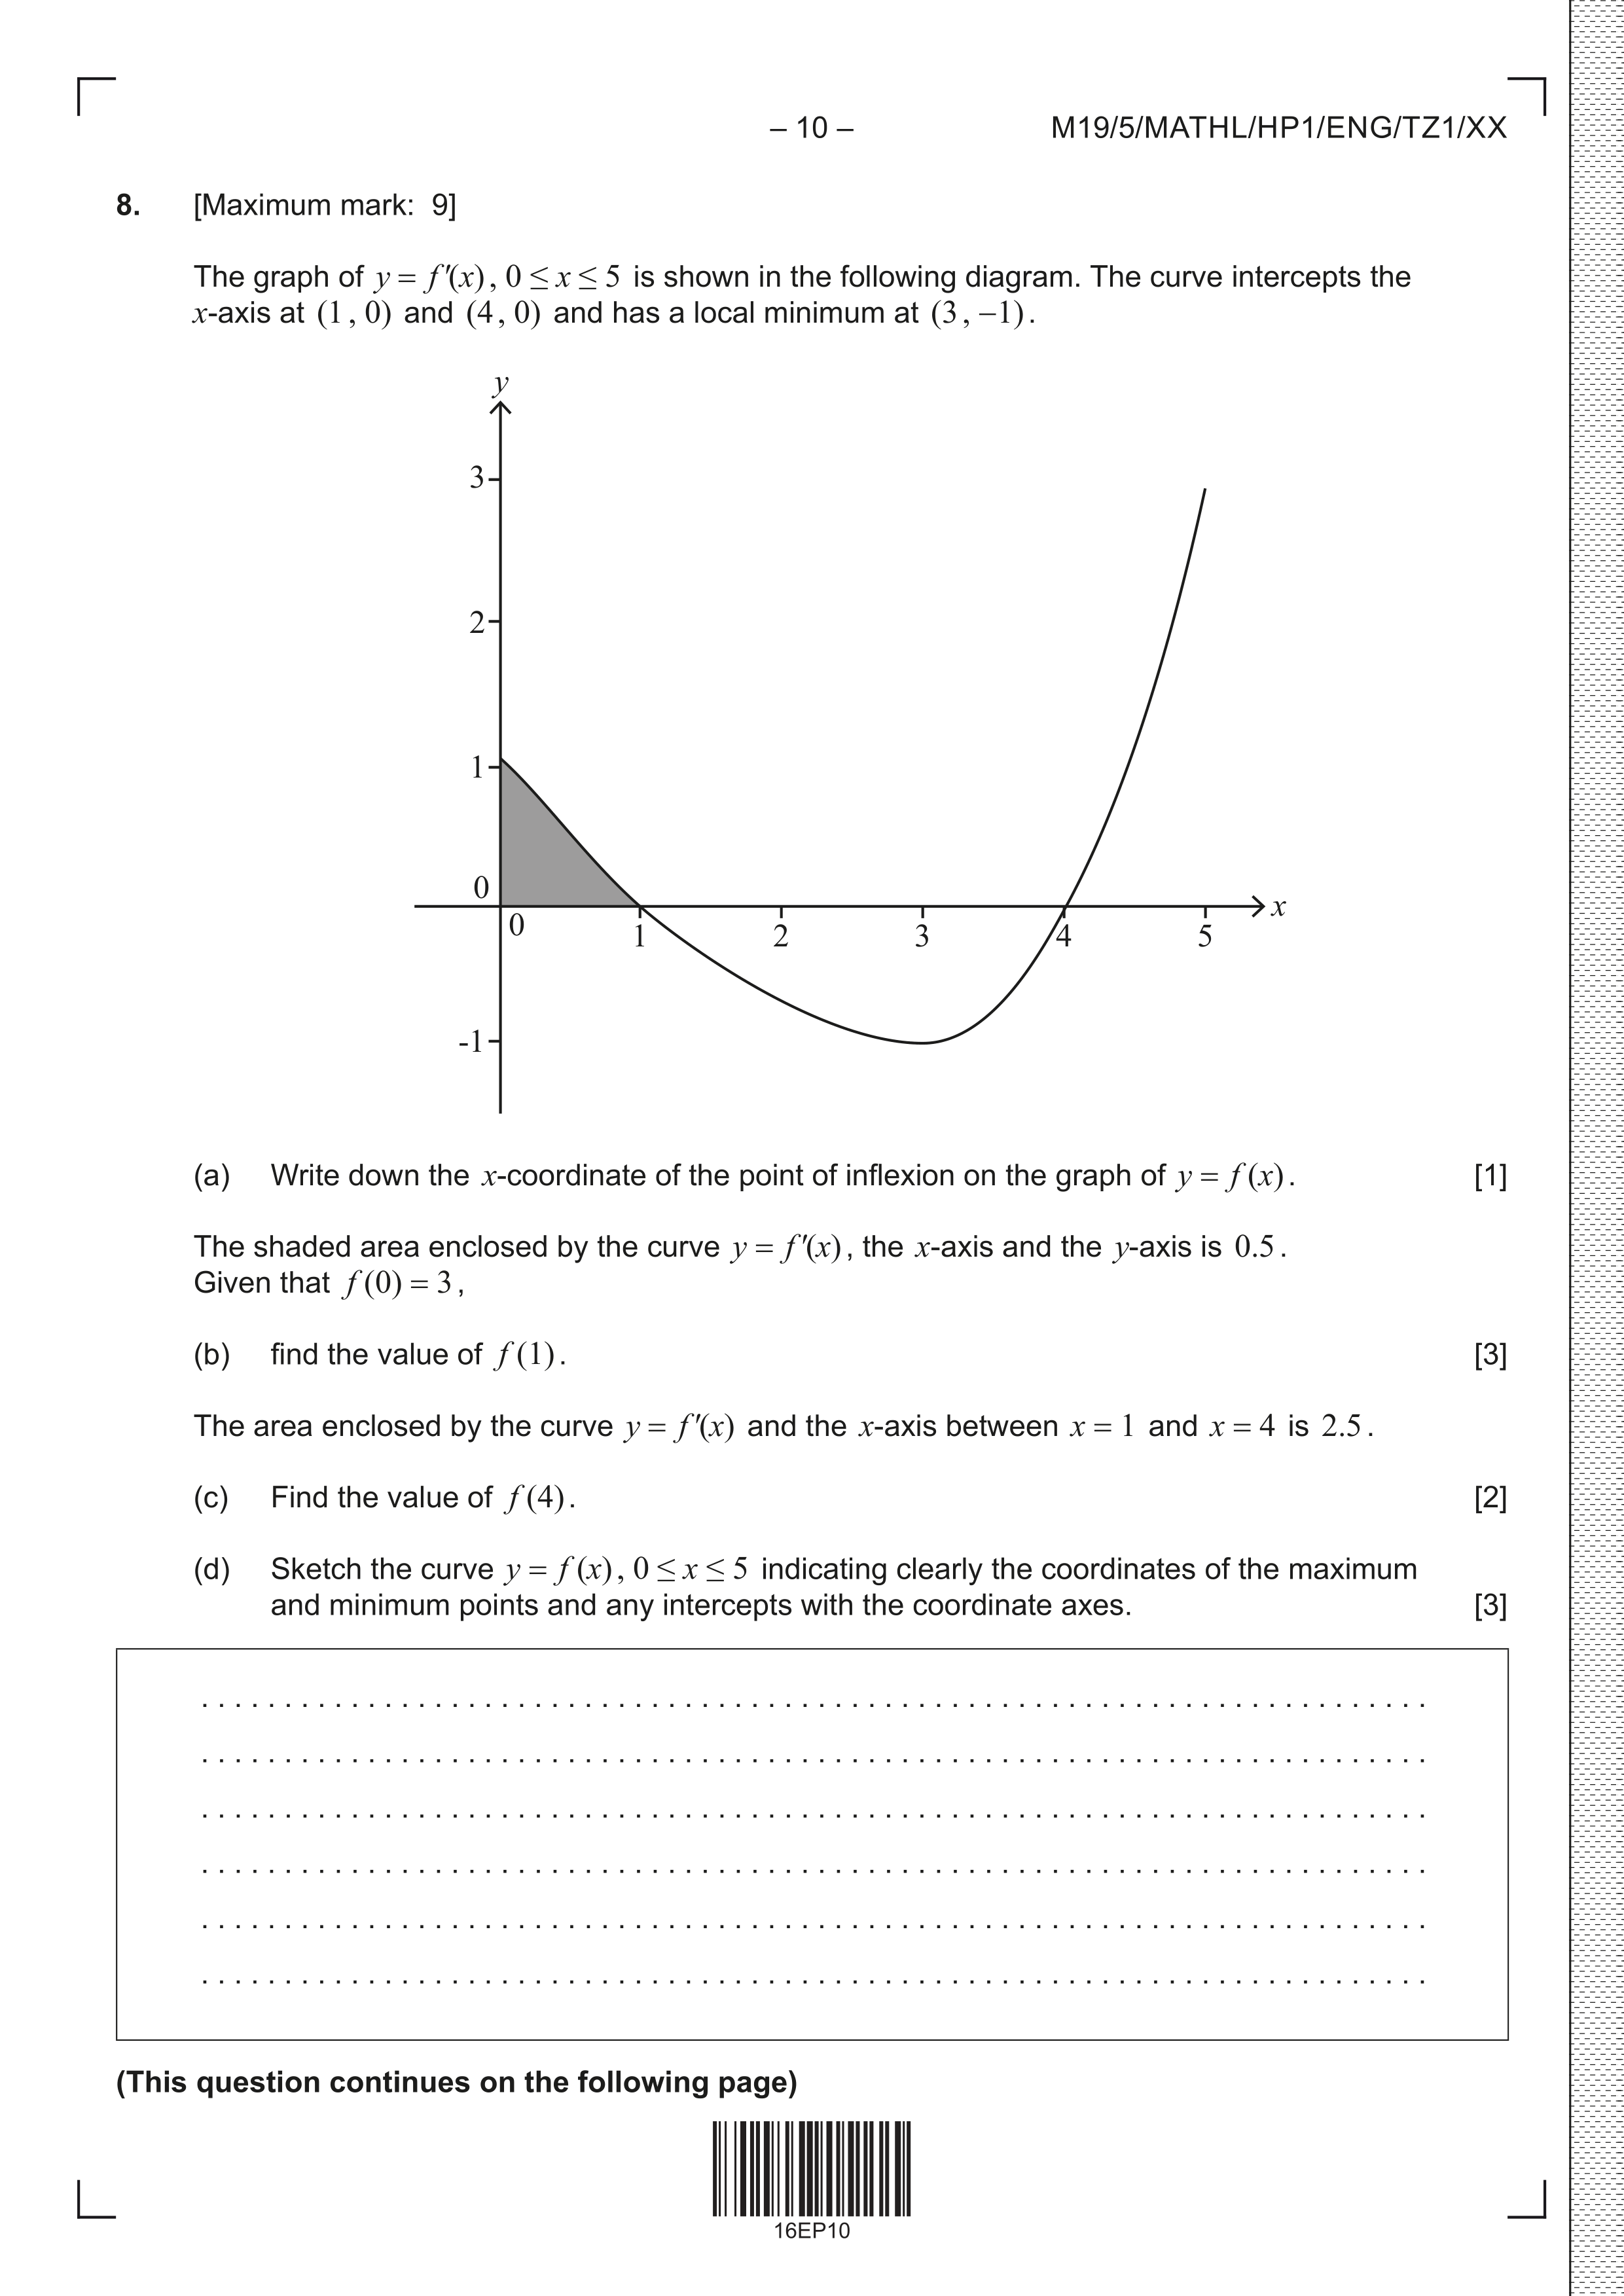 – 10 –
M19/5/MATHL/HP1/ENG/TZ1/XX
8. [Maximum mark: 9]
The graph of y = f′(x), 0 ≤ x ≤ 5 is shown in the following diagram. The curve intercepts the
x-axis at (1, 0) and (4, 0) and has a local minimum at (3, −1).
y
3
2
1
0
0 1 2 3 4 5 x
-1
(a) Write down the x-coordinate of the point of inflexion on the graph of y = f(x). [1]
The shaded area enclosed by the curve y = f′(x), the x-axis and the y-axis is 0.5.
Given that f(0) = 3,
(b) find the value of f(1). [3]
The area enclosed by the curve y = f′(x) and the x-axis between x = 1 and x = 4 is 2.5.
(c) Find the value of f(4). [2]
(d) Sketch the curve y = f(x), 0 ≤ x ≤ 5 indicating clearly the coordinates of the maximum
and minimum points and any intercepts with the coordinate axes. [3]
(This question continues on the following page)
16EP10